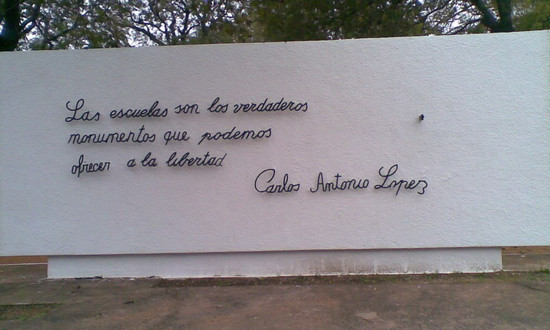 Las escuelas son los verdaderos
monumentos que podemos
ofrecer a la libertad
Carlos Antonio Lopez